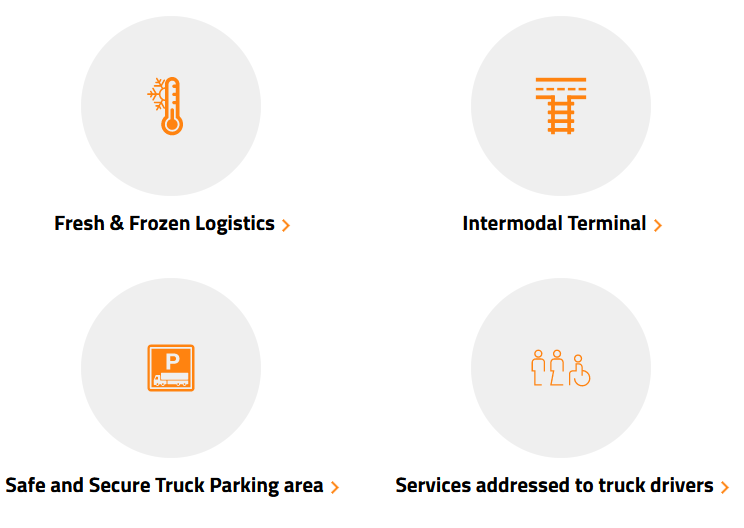 Fresh & Frozen Logistics
Intermodal Terminal
P
Safe and Secure Truck Parking area
Services addressed to truck drivers